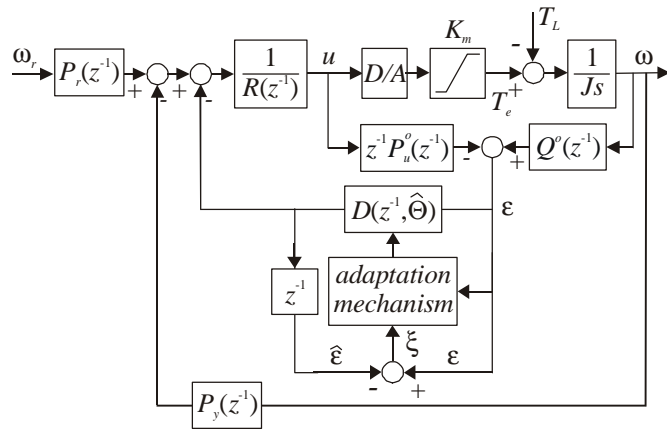 K_m
T_L
ω_r
P_r(z^{-1})
+
-
+
-
1
R(z^{-1})
u
D/A
T_e
-
+
1
Js
ω
z^{-1}P_u^o(z^{-1})
-
+
Q^o(z^{-1})
D(z^{-1},Θ̂)
ε
z^{-1}
adaptation
mechanism
ξ
ε̂
ε
-
+
P_y(z^{-1})